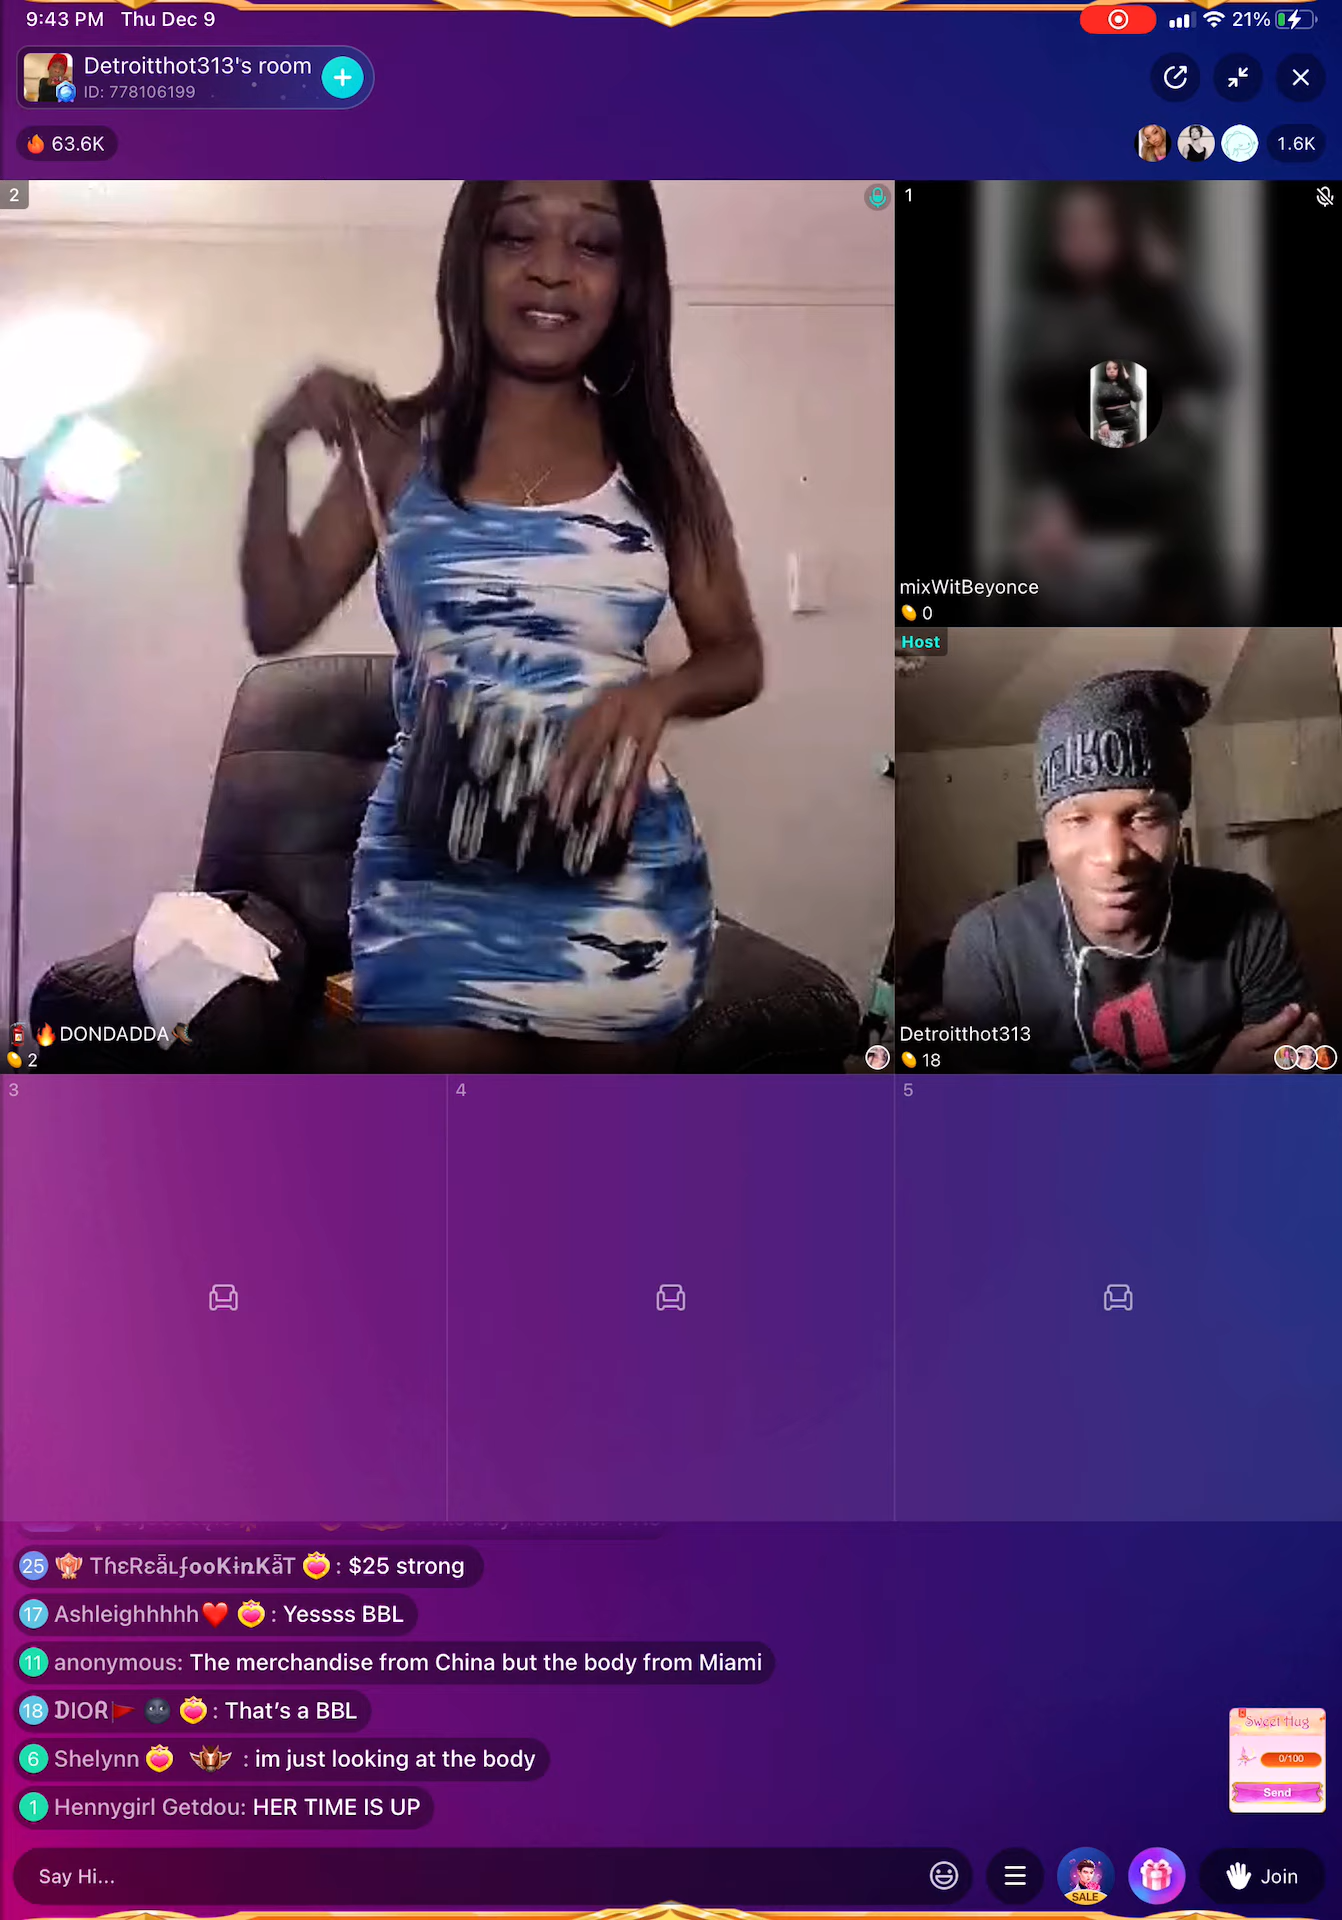 9:43 PM Thu Dec 9
21%
Detroitthot313's room
ID: 778106199
63.6K
1.6K
2
1
mixWitBeyonce
0
Host
DETROIT
DONDADDA
2
Detroitthot313
18
3
4
5
25 ThεRεǟʟʄooKɨnKǟT : $25 strong
17 Ashleighhhhh : Yessss BBL
11 anonymous: The merchandise from China but the body from Miami
18 DIOR : That's a BBL
6 Shelynn : im just looking at the body
1 Hennygirl Getdou: HER TIME IS UP
Sweet Hug
0/100
Send
Say Hi...
SALE
Join